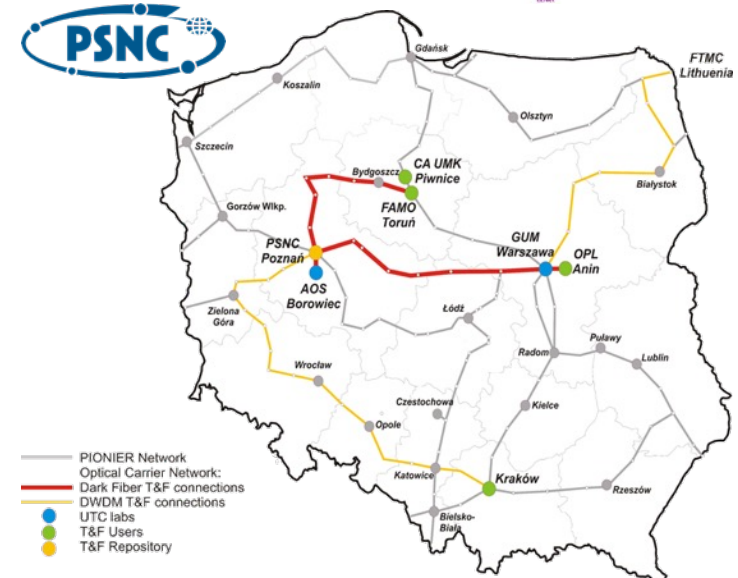 PSNC
Gdańsk
Koszalin
FTMC
Lithuenia
Olsztyn
Szczecin
CA UMK
Piwnice
Bydgoszcz
Białystok
FAMO
Toruń
Gorzów Wlkp.
PSNC
Poznań
GUM
Warszawa
OPL
Anin
AOS
Borowiec
Zielona
Góra
Łódź
Puławy
Radom
Lublin
Wrocław
Czestochowa
Kielce
Opole
Katowice
Kraków
Rzeszów
Bielsko-
Biała
PIONIER Network
Optical Carrier Network:
Dark Fiber T&F connections
DWDM T&F connections
UTC labs
T&F Users
T&F Repository